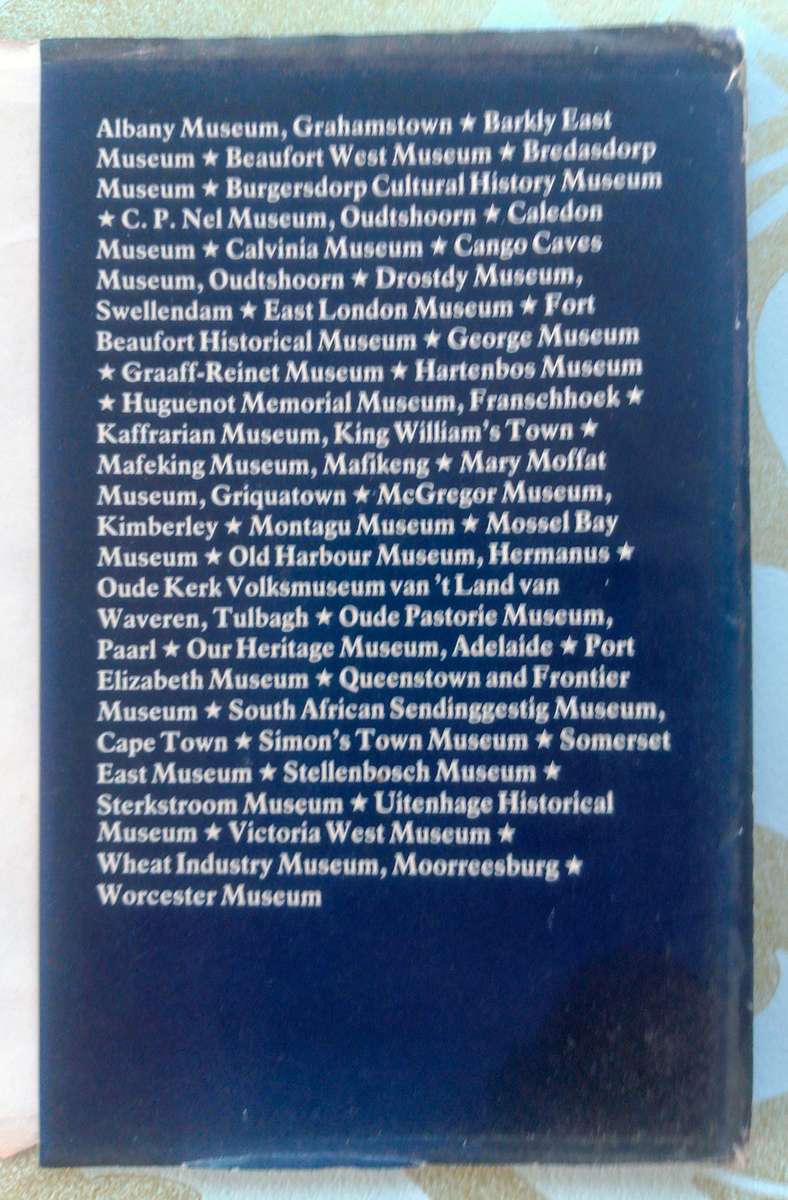 Albany Museum, Grahamstown ★ Barkly East
Museum ★ Beaufort West Museum ★ Bredasdorp
Museum ★ Burgersdorp Cultural History Museum
★ C. P. Nel Museum, Oudtshoorn ★ Caledon
Museum ★ Calvinia Museum ★ Cango Caves
Museum, Oudtshoorn ★ Drostdy Museum,
Swellendam ★ East London Museum ★ Fort
Beaufort Historical Museum ★ George Museum
★ Graaff-Reinet Museum ★ Hartenbos Museum
★ Huguenot Memorial Museum, Franschhoek ★
Kaffrarian Museum, King William's Town ★
Mafeking Museum, Mafikeng ★ Mary Moffat
Museum, Griquatown ★ McGregor Museum,
Kimberley ★ Montagu Museum ★ Mossel Bay
Museum ★ Old Harbour Museum, Hermanus ★
Oude Kerk Volksmuseum van 't Land van
Waveren, Tulbagh ★ Oude Pastorie Museum,
Paarl ★ Our Heritage Museum, Adelaide ★ Port
Elizabeth Museum ★ Queenstown and Frontier
Museum ★ South African Sendinggestig Museum,
Cape Town ★ Simon's Town Museum ★ Somerset
East Museum ★ Stellenbosch Museum ★
Sterkstroom Museum ★ Uitenhage Historical
Museum ★ Victoria West Museum ★
Wheat Industry Museum, Moorreesburg ★
Worcester Museum